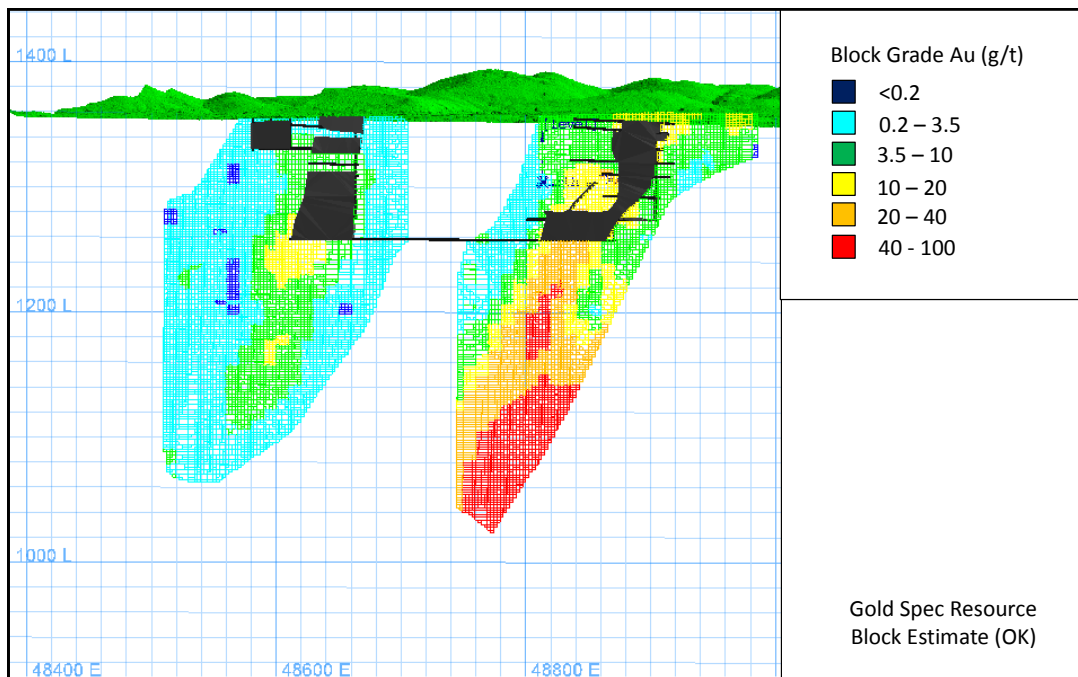 1400 L
1200 L
1000 L
48400 E
48600 E
48800 E
Block Grade Au (g/t)
<0.2
0.2 – 3.5
3.5 – 10
10 – 20
20 – 40
40 - 100
Gold Spec Resource
Block Estimate (OK)